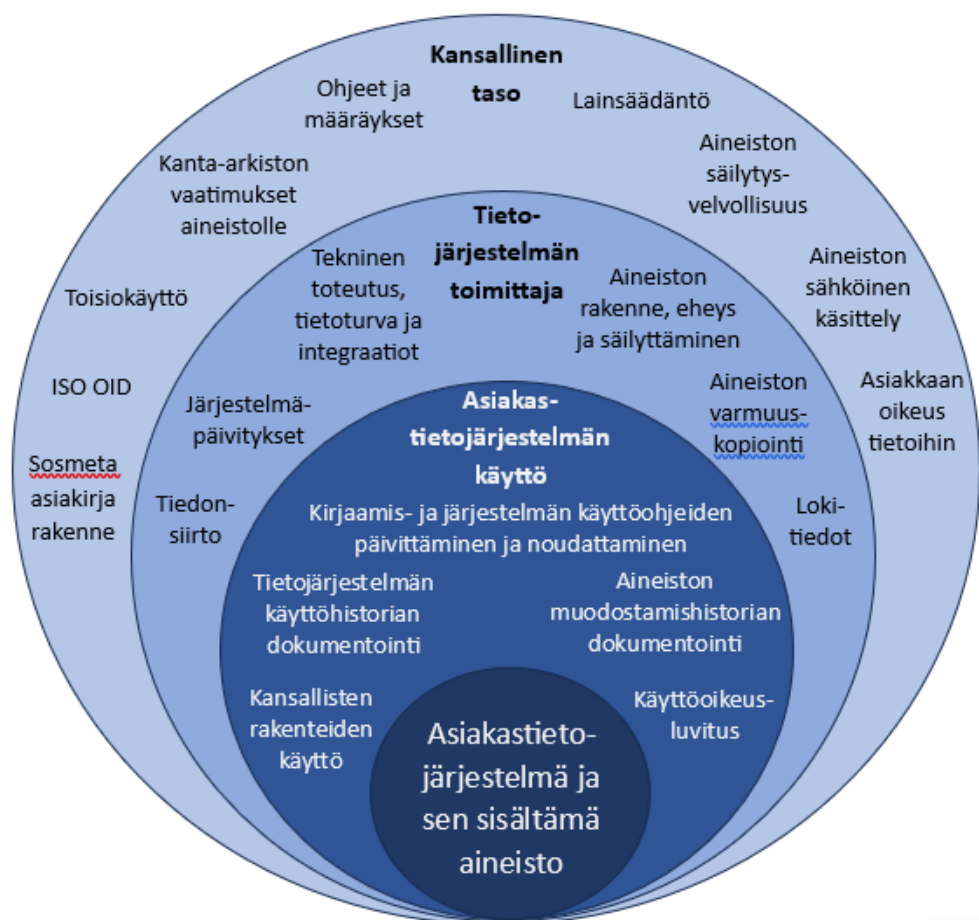 Kansallinen
taso
Ohjeet ja
määräykset
Lainsäädäntö
Kanta-arkiston
vaatimukset
aineistolle
Aineiston
säilytys-
velvollisuus
Toisiokäyttö
Aineiston
sähköinen
käsittely
ISO OID
Asiakkaan
oikeus
tietoihin
Sosmeta
asiakirja
rakenne
Tieto-
järjestelmän
toimittaja
Tekninen
toteutus,
tietoturva ja
integraatiot
Aineiston
rakenne, eheys
ja säilyttäminen
Järjestelmä-
päivitykset
Aineiston
varmuus-
kopiointi
Tiedon-
siirto
Loki-
tiedot
Asiakas-
tietojärjestelmän
käyttö
Kirjaamis- ja järjestelmän käyttöohjeiden
päivittäminen ja noudattaminen
Tietojärjestelmän
käyttöhistorian
dokumentointi
Aineiston
muodostamishistorian
dokumentointi
Kansallisten
rakenteiden
käyttö
Käyttöoikeus-
luvitus
Asiakastieto-
järjestelmä ja
sen sisältämä
aineisto